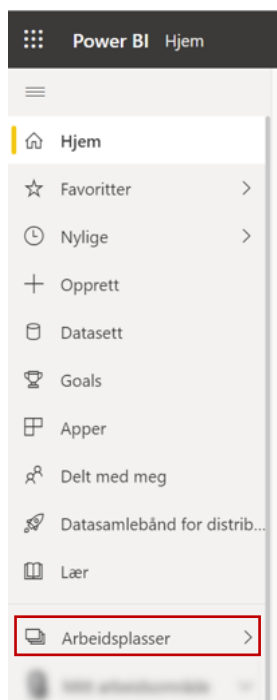 Power BI Hjem
Hjem
Favoritter
Nylige
Opprett
Datasett
Goals
Apper
Delt med meg
Datasamlebånd for distrib...
Lær
Arbeidsplasser